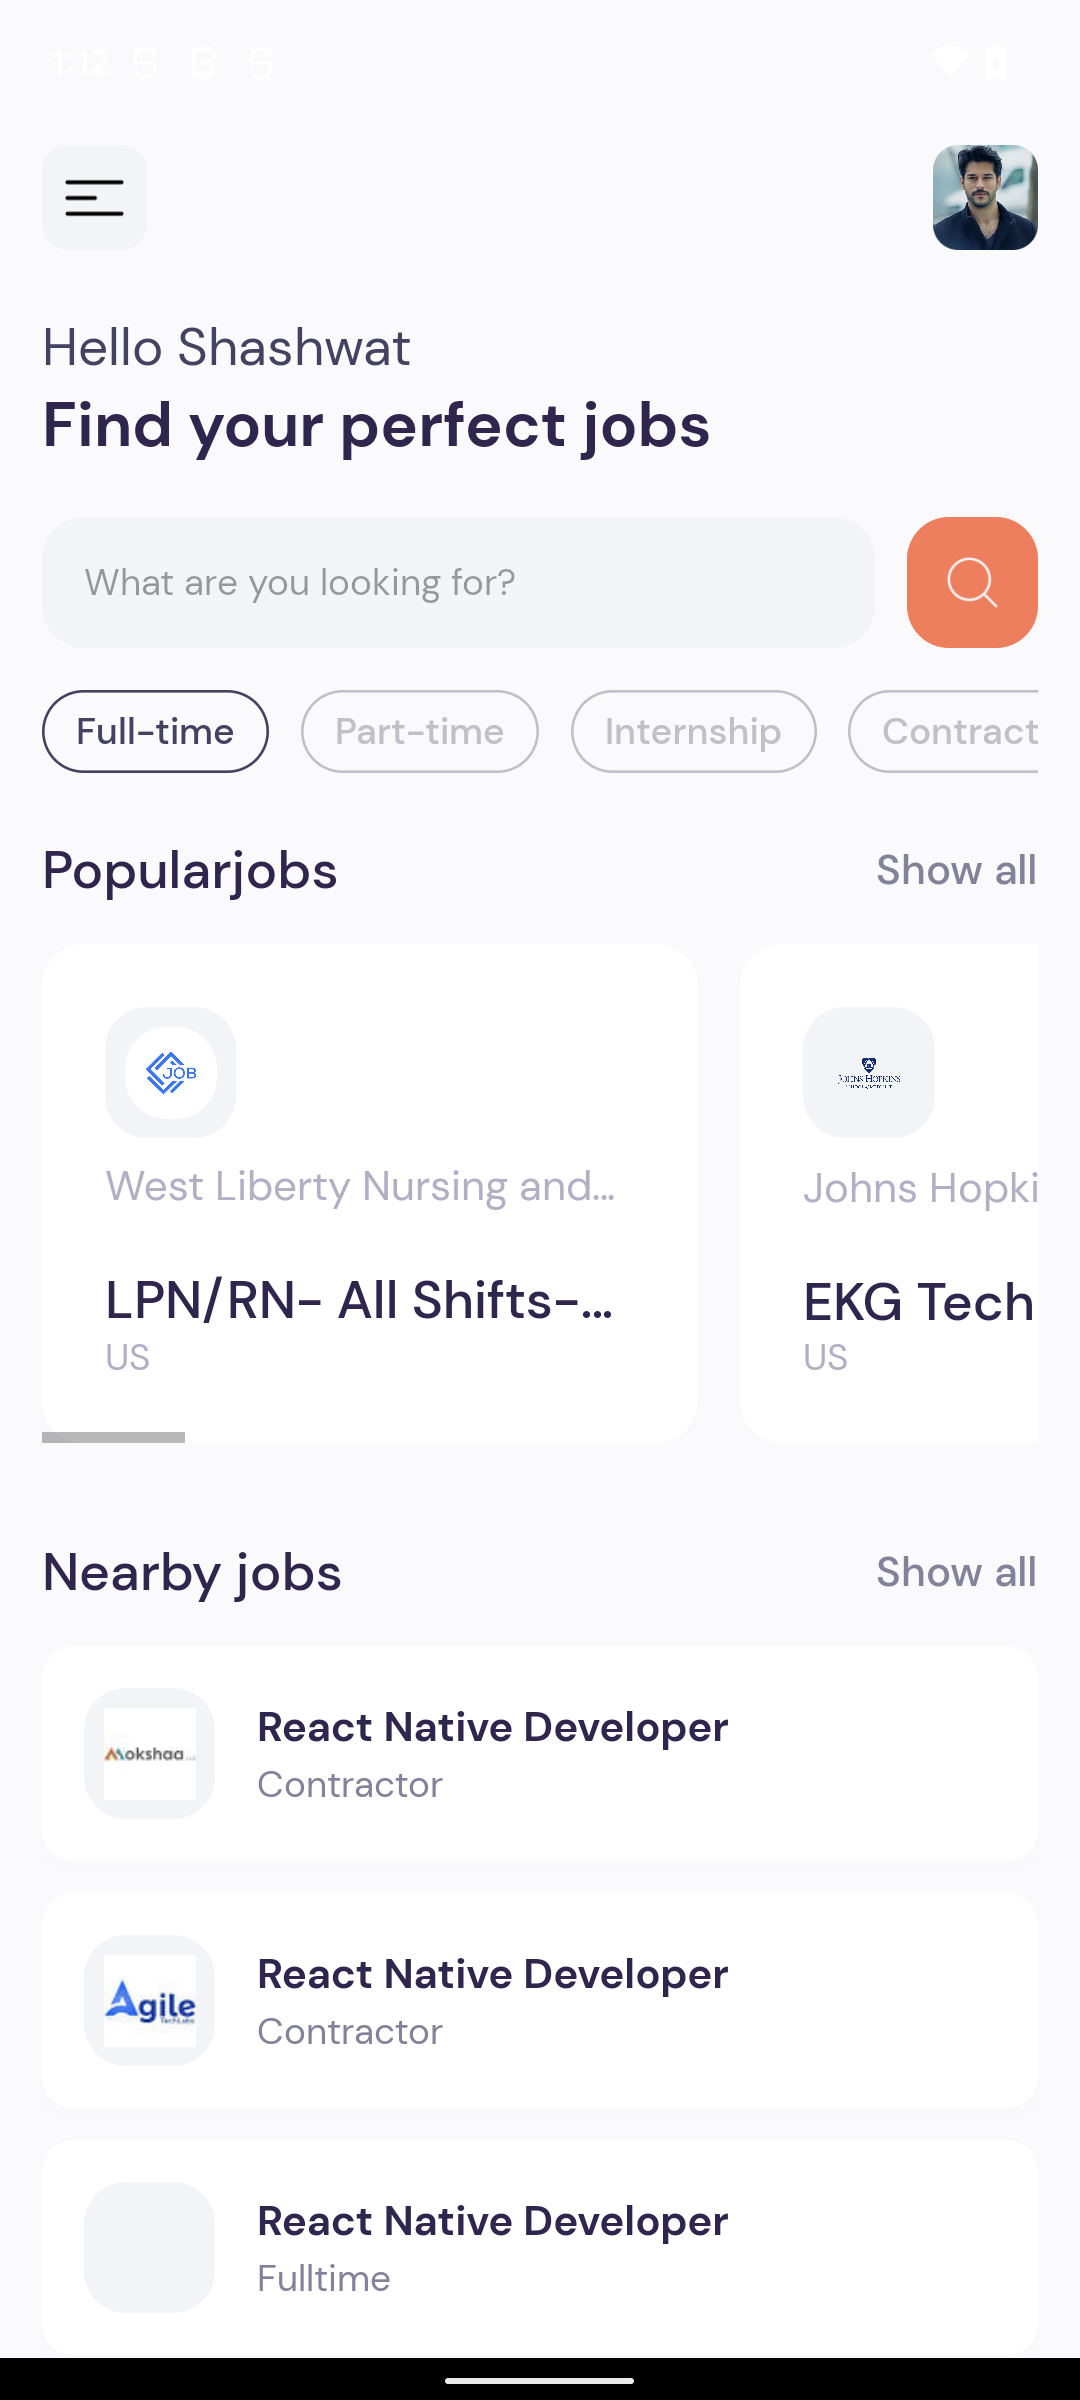 1:12
Hello Shashwat
Find your perfect jobs
What are you looking for?
Full-time
Part-time
Internship
Contract
Popularjobs
Show all
JOB
JOHNS HOPKINS
West Liberty Nursing and...
Johns Hopki
LPN/RN- All Shifts-...
EKG Tech
US
US
Nearby jobs
Show all
Mokshaa
React Native Developer
Contractor
Agile
TechLabs
React Native Developer
Contractor
React Native Developer
Fulltime